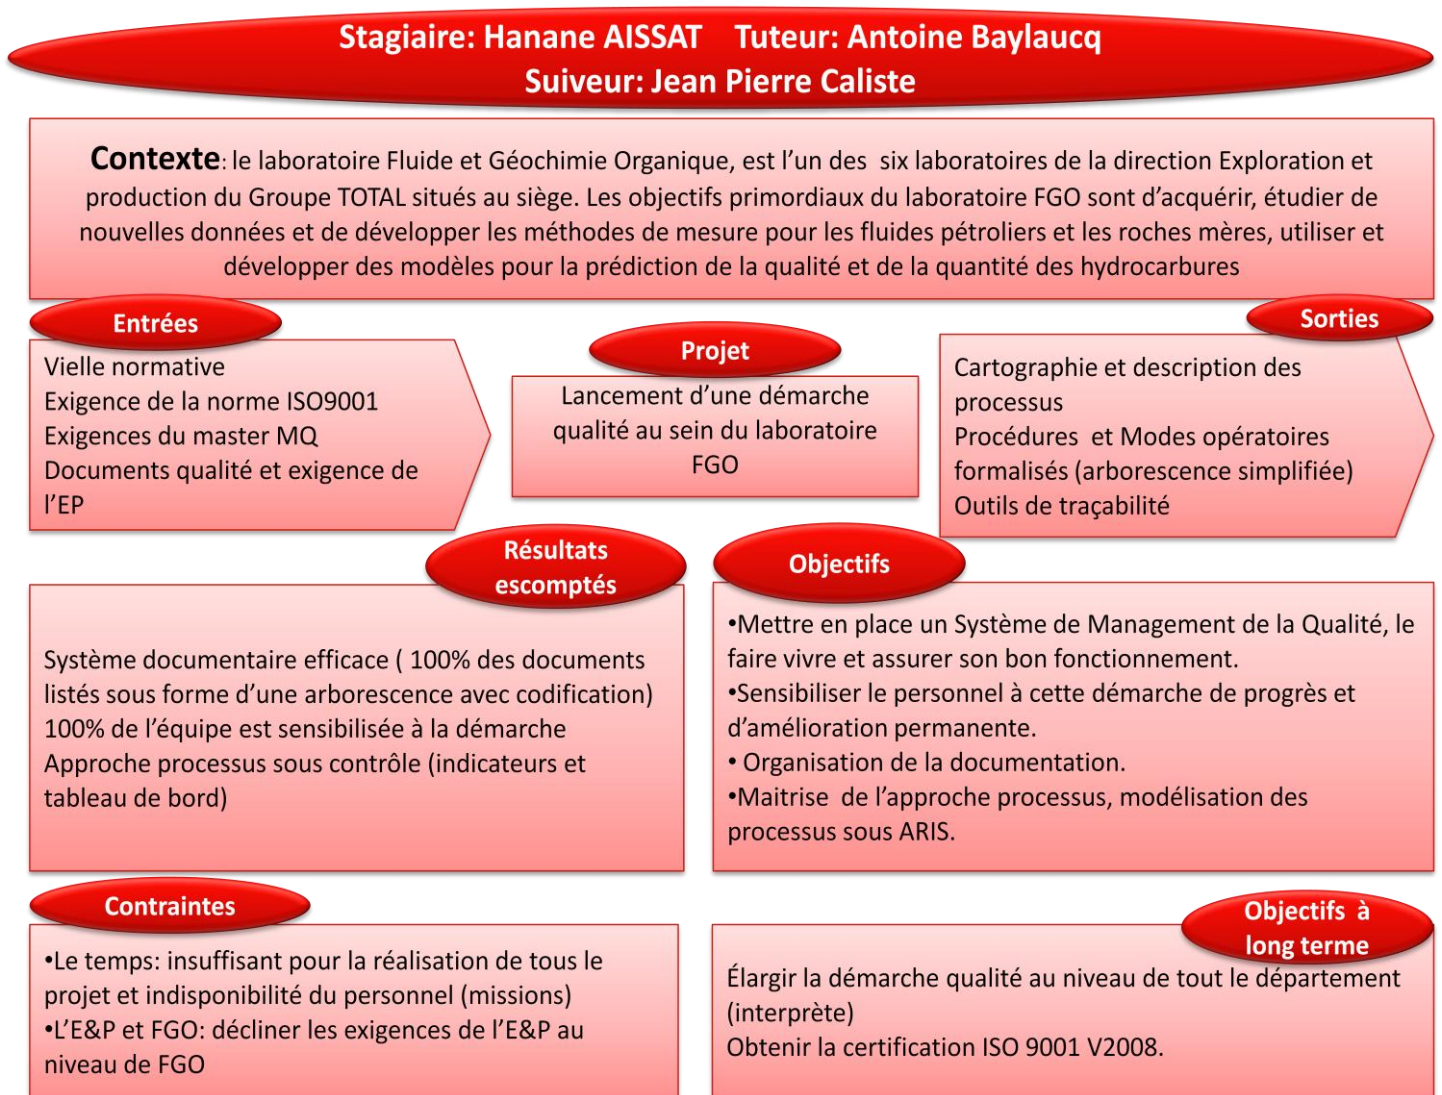 Stagiaire: Hanane AISSAT Tuteur: Antoine Baylaucq
Suiveur: Jean Pierre Caliste
Contexte: le laboratoire Fluide et Géochimie Organique, est l'un des six laboratoires de la direction Exploration et
production du Groupe TOTAL situés au siège. Les objectifs primordiaux du laboratoire FGO sont d'acquérir, étudier de
nouvelles données et de développer les méthodes de mesure pour les fluides pétroliers et les roches mères, utiliser et
développer des modèles pour la prédiction de la qualité et de la quantité des hydrocarbures
Entrées
Vielle normative
Exigence de la norme ISO9001
Exigences du master MQ
Documents qualité et exigence de
l'EP
Projet
Lancement d'une démarche
qualité au sein du laboratoire
FGO
Sorties
Cartographie et description des
processus
Procédures et Modes opératoires
formalisés (arborescence simplifiée)
Outils de traçabilité
Résultats
escomptés
Système documentaire efficace ( 100% des documents
listés sous forme d'une arborescence avec codification)
100% de l'équipe est sensibilisée à la démarche
Approche processus sous contrôle (indicateurs et
tableau de bord)
Objectifs
•Mettre en place un Système de Management de la Qualité, le
faire vivre et assurer son bon fonctionnement.
•Sensibiliser le personnel à cette démarche de progrès et
d'amélioration permanente.
• Organisation de la documentation.
•Maitrise de l'approche processus, modélisation des
processus sous ARIS.
Contraintes
•Le temps: insuffisant pour la réalisation de tous le
projet et indisponibilité du personnel (missions)
•L'E&P et FGO: décliner les exigences de l'E&P au
niveau de FGO
Objectifs à
long terme
Élargir la démarche qualité au niveau de tout le département
(interprète)
Obtenir la certification ISO 9001 V2008.